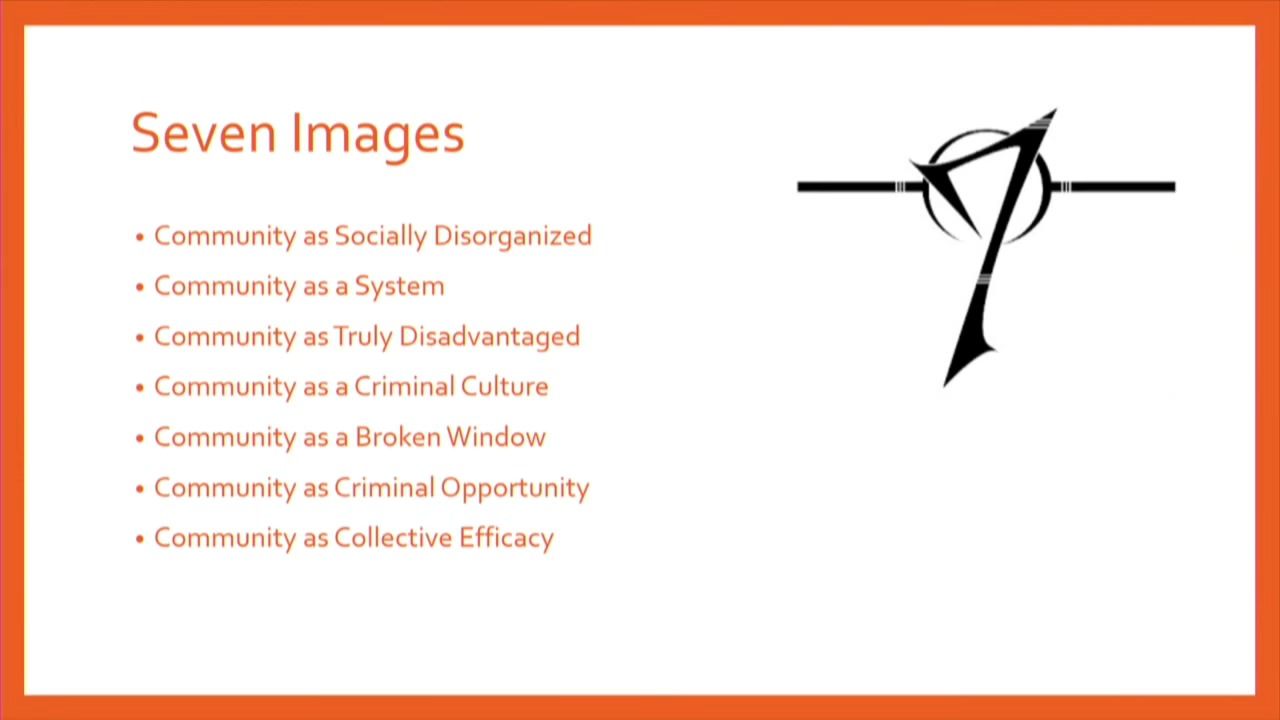 Seven Images
• Community as Socially Disorganized
• Community as a System
• Community as Truly Disadvantaged
• Community as a Criminal Culture
• Community as a Broken Window
• Community as Criminal Opportunity
• Community as Collective Efficacy
7